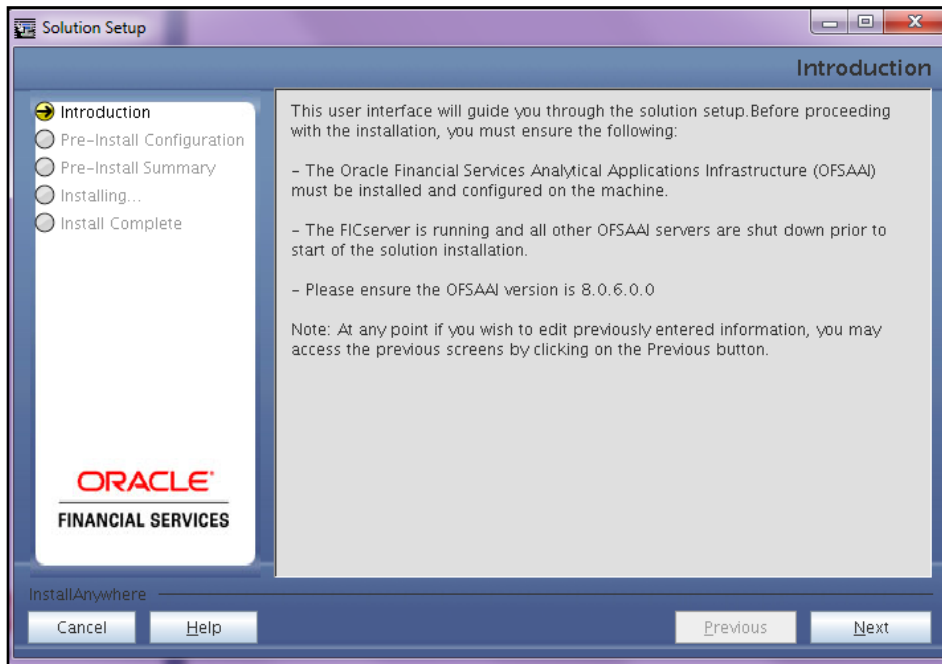 Solution Setup
Introduction
Introduction
Pre-Install Configuration
Pre-Install Summary
Installing...
Install Complete
ORACLE
FINANCIAL SERVICES
This user interface will guide you through the solution setup.Before proceeding
with the installation, you must ensure the following:
- The Oracle Financial Services Analytical Applications Infrastructure (OFSAAI)
must be installed and configured on the machine.
- The FICserver is running and all other OFSAAI servers are shut down prior to
start of the solution installation.
- Please ensure the OFSAAI version is 8.0.6.0.0
Note: At any point if you wish to edit previously entered information, you may
access the previous screens by clicking on the Previous button.
InstallAnywhere
Cancel
Help
Previous
Next